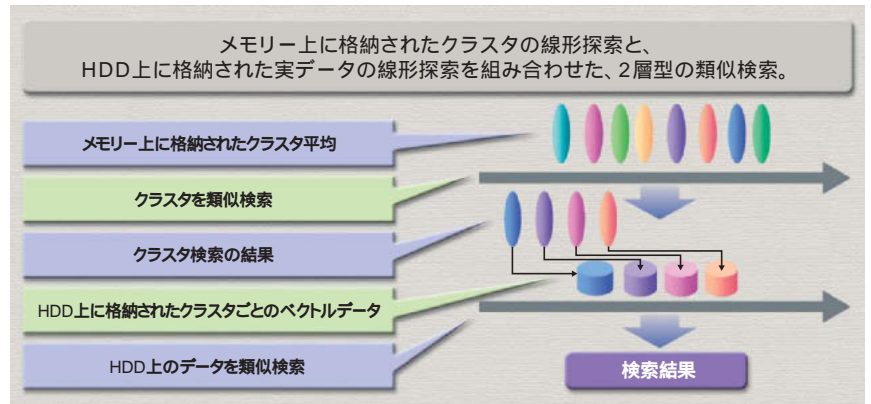 メモリー上に格納されたクラスタの線形探索と、
HDD上に格納された実データの線形探索を組み合わせた、2層型の類似検索。
メモリー上に格納されたクラスタ平均
クラスタを類似検索
クラスタ検索の結果
HDD上に格納されたクラスタごとのベクトルデータ
HDD上のデータを類似検索
検索結果